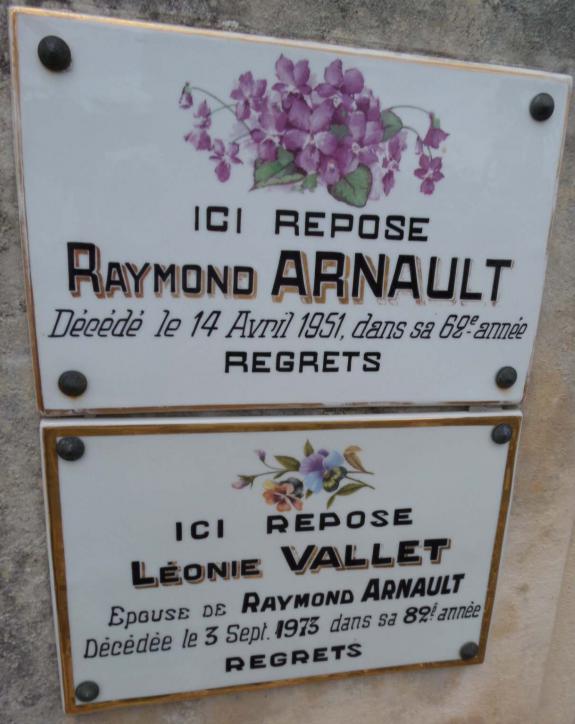 ICI REPOSE
RAYMOND ARNAULT
Décédé le 14 Avril 1951, dans sa 62e année
REGRETS
ICI REPOSE
LÉONIE VALLET
EPOUSE DE RAYMOND ARNAULT
Décédée le 3 Sept. 1973 dans sa 82e année
REGRETS